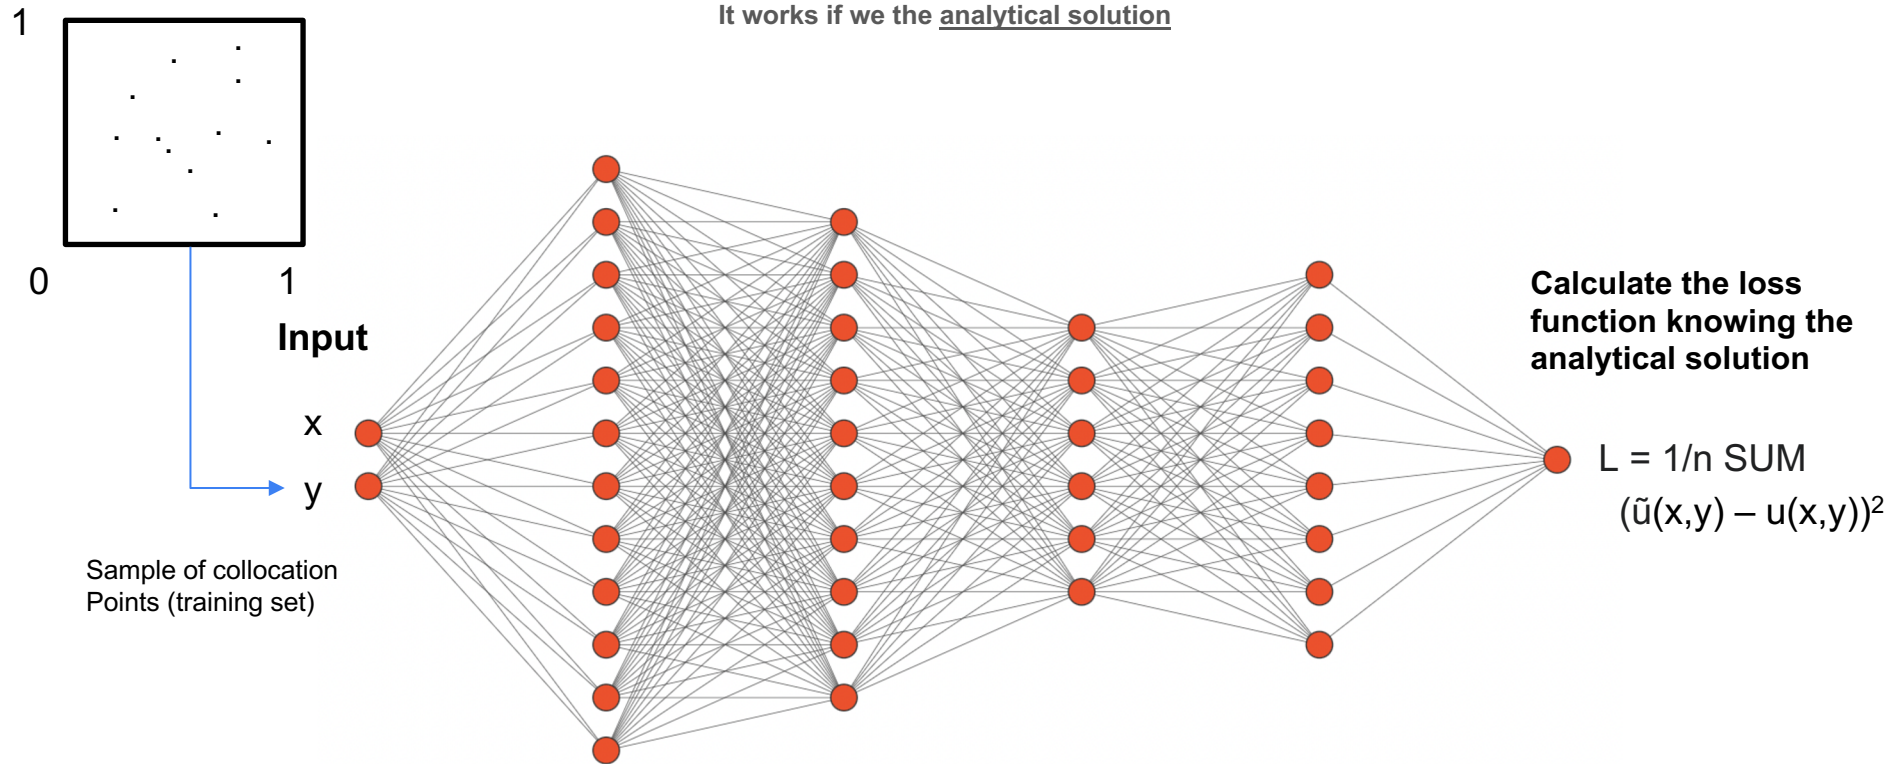 It works if we the analytical solution
1
0
1
Input
x
y
Sample of collocation
Points (training set)
Calculate the loss
function knowing the
analytical solution
L = 1/n SUM
(ũ(x,y) – u(x,y))²